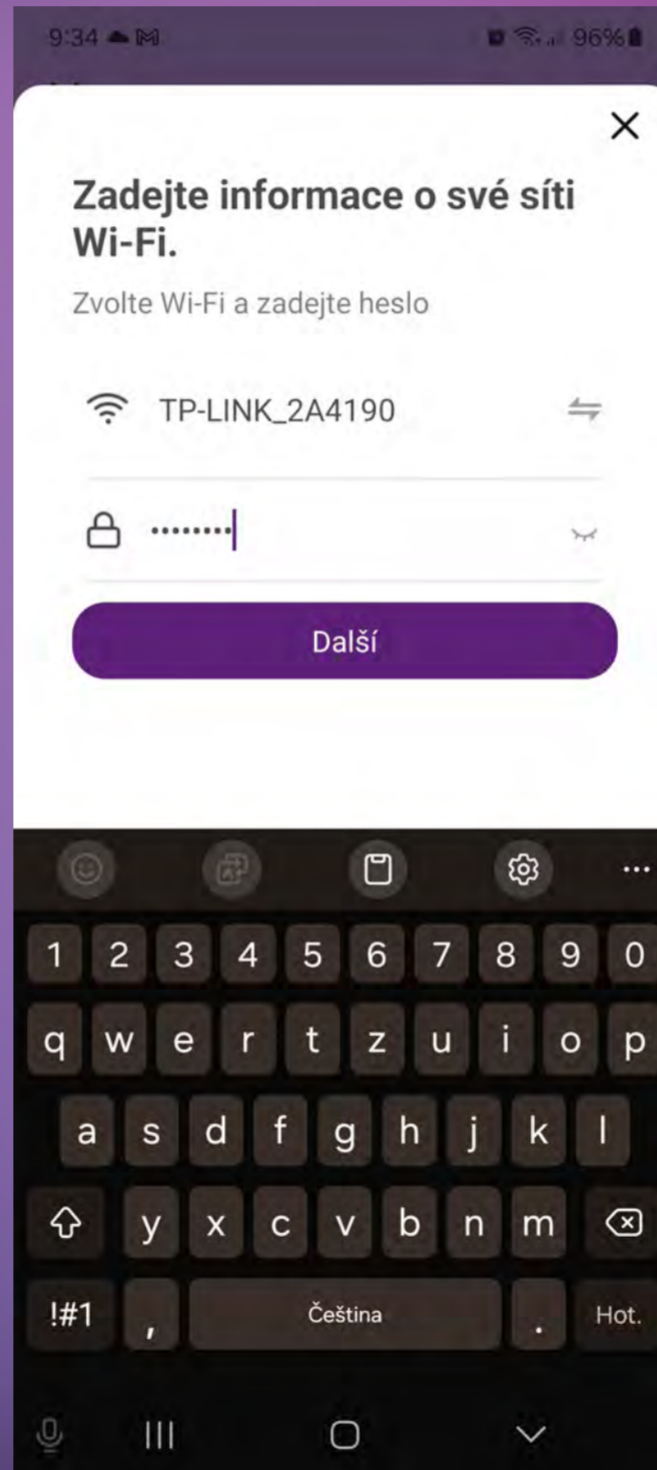 9:34
96%
Zadejte informace o své síti
Wi-Fi.
Zvolte Wi-Fi a zadejte heslo
TP-LINK_2A4190
••••••••
Další
1 2 3 4 5 6 7 8 9 0
q w e r t z u i o p
a s d f g h j k l
y x c v b n m
!#1 , Čeština . Hot.